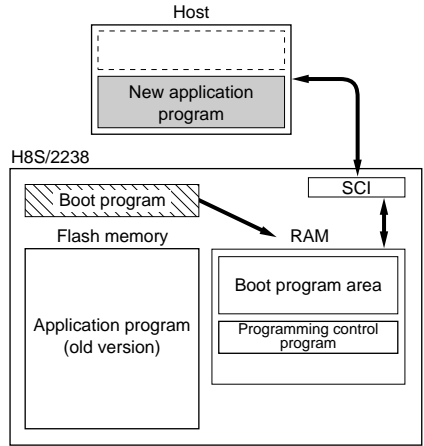 Host
New application
program
H8S/2238
SCI
Boot program
Flash memory
RAM
Boot program area
Application program
(old version)
Programming control
program